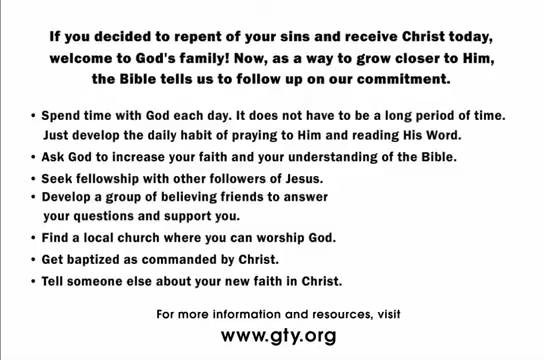 If you decided to repent of your sins and receive Christ today,
welcome to God's family! Now, as a way to grow closer to Him,
the Bible tells us to follow up on our commitment.
• Spend time with God each day. It does not have to be a long period of time.
Just develop the daily habit of praying to Him and reading His Word.
• Ask God to increase your faith and your understanding of the Bible.
• Seek fellowship with other followers of Jesus.
• Develop a group of believing friends to answer
your questions and support you.
• Find a local church where you can worship God.
• Get baptized as commanded by Christ.
• Tell someone else about your new faith in Christ.
For more information and resources, visit
www.gty.org